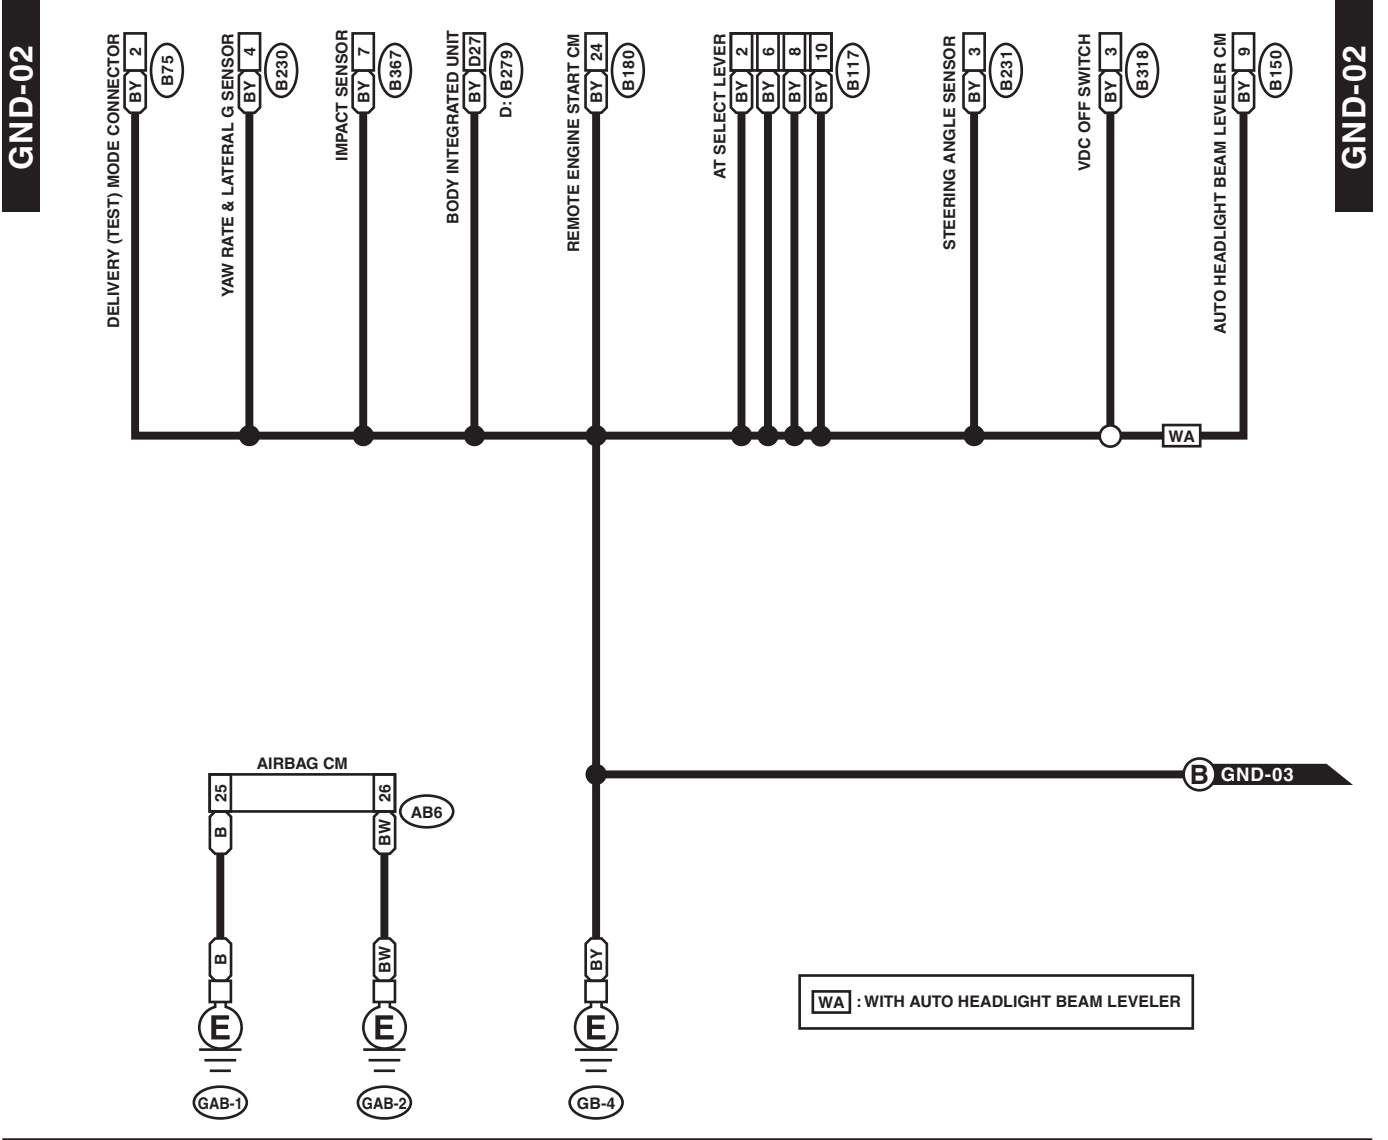 GND-02
GND-02
DELIVERY (TEST) MODE CONNECTOR
2
BY
B75
YAW RATE & LATERAL G SENSOR
4
BY
B230
IMPACT SENSOR
7
BY
B367
BODY INTEGRATED UNIT
D27
BY
D: B279
REMOTE ENGINE START CM
24
BY
B180
AT SELECT LEVER
2
6
8
10
BY
BY
BY
BY
B117
STEERING ANGLE SENSOR
3
BY
B231
VDC OFF SWITCH
3
BY
B318
AUTO HEADLIGHT BEAM LEVELER CM
9
BY
B150
WA
AIRBAG CM
25
26
AB6
B
BW
B GND-03
B
BW
BY
WA : WITH AUTO HEADLIGHT BEAM LEVELER
E
E
E
GAB-1
GAB-2
GB-4